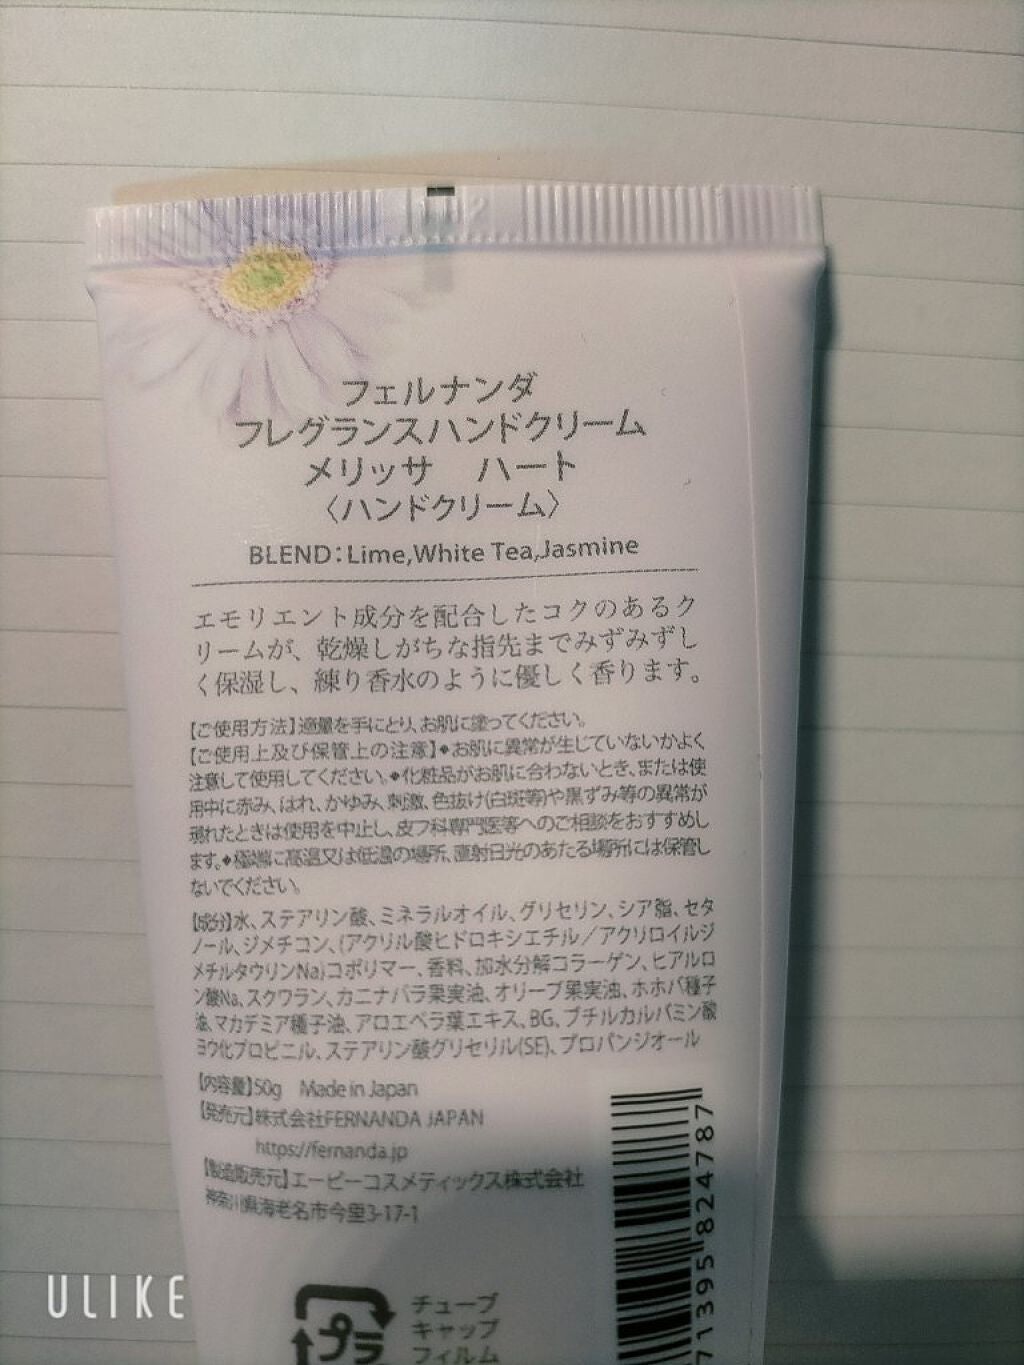 フェルナンダ
フレグランスハンドクリーム
メリッサ　ハート
〈ハンドクリーム〉
BLEND：Lime,White Tea,Jasmine
エモリエント成分を配合したコクのあるク
リームが、乾燥しがちな指先までみずみずし
く保湿し、練り香水のように優しく香ります。
【ご使用方法】適量を手にとり、お肌に塗ってください。
【ご使用上及び保管上の注意】◆お肌に異常が生じていないかよく
注意して使用してください。◆化粧品がお肌に合わないとき、または使
用中に赤み、はれ、かゆみ、刺激、色抜け(白斑等)や黒ずみ等の異常が
現れたときは使用を中止し、皮フ科専門医等へのご相談をおすすめし
ます。◆極端に高温又は低温の場所、直射日光のあたる場所には保管し
ないでください。
【成分】水、ステアリン酸、ミネラルオイル、グリセリン、シア脂、セタ
ノール、ジメチコン、(アクリル酸ヒドロキシエチル／アクリロイルジ
メチルタウリンNa)コポリマー、香料、加水分解コラーゲン、ヒアルロ
ン酸Na、スクワラン、カニナバラ果実油、オリーブ果実油、ホホバ種子
油、マカデミア種子油、アロエベラ葉エキス、BG、ブチルカルバミン酸
ヨウ化プロピニル、ステアリン酸グリセリル(SE)、プロパンジオール
【内容量】50g　Made in Japan
【発売元】株式会社FERNANDA JAPAN
https://fernanda.jp
【製造販売元】エーピーコスメティックス株式会社
神奈川県海老名市今里3-17-1
プラ
チューブ
キャップ
フィルム
71395 824787
ULIKE